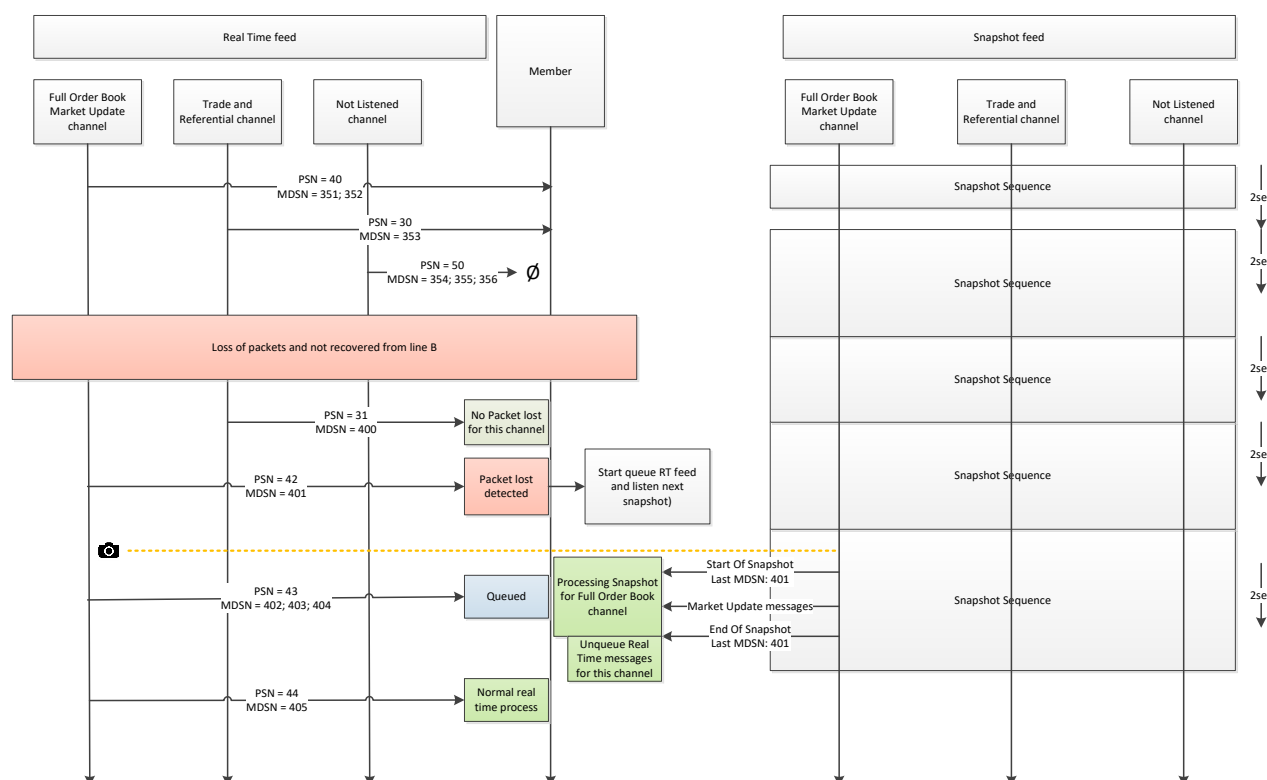 Real Time feed
Member
Snapshot feed
Full Order Book
Market Update
channel
Trade and
Referential channel
Not Listened
channel
Full Order Book
Market Update
channel
Trade and
Referential channel
Not Listened
channel
PSN = 40
MDSN = 351; 352
Snapshot Sequence
2se
PSN = 30
MDSN = 353
PSN = 50
MDSN = 354; 355; 356
Ø
Snapshot Sequence
2se
Loss of packets and not recovered from line B
Snapshot Sequence
2se
PSN = 31
MDSN = 400
No Packet lost
for this channel
PSN = 42
MDSN = 401
Packet lost
detected
Start queue RT feed
and listen next
snapshot)
Snapshot Sequence
2se
Start Of Snapshot
Last MDSN: 401
PSN = 43
MDSN = 402; 403; 404
Queued
Processing Snapshot
for Full Order Book
channel
Market Update messages
Snapshot Sequence
2se
End Of Snapshot
Last MDSN: 401
Unqueue Real
Time messages
for this channel
PSN = 44
MDSN = 405
Normal real
time process